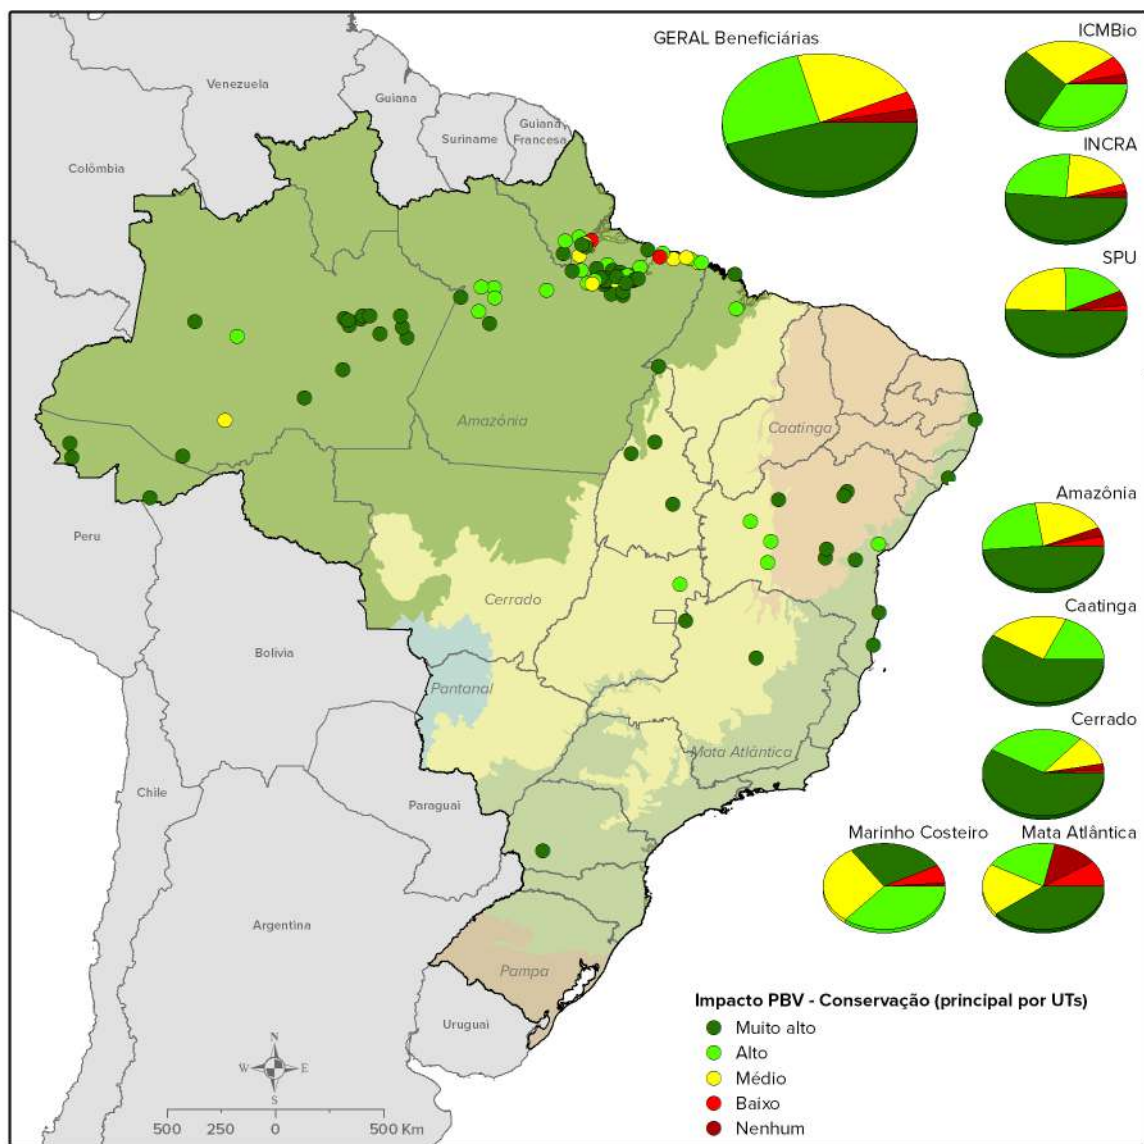 GERAL Beneficiárias
ICMBio
Venezuela
Guiana
Suriname
Guiana
Francesa
INCRA
Colômbia
SPU
Amazônia
Caatinga
Amazônia
Peru
Cerrado
Caatinga
Bolivia
Pantanal
Cerrado
Mata Atlântica
Chile
Paraguai
Marinho Costeiro
Mata Atlântica
Argentina
Pampa
Impacto PBV - Conservação (principal por UTs)
Uruguai
Muito alto
N
Alto
W
E
Médio
S
Baixo
500 250 0 500 Km
Nenhum